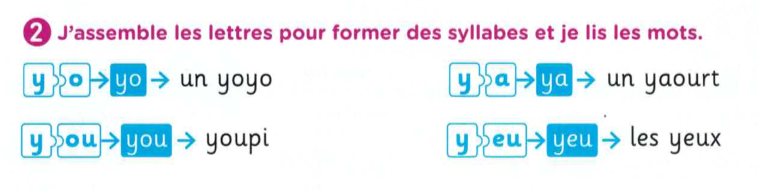 2 J'assemble les lettres pour former des syllabes et je lis les mots.
y o → yo → un yoyo
y a → ya → un yaourt
y ou → you → youpi
y eu → yeu → les yeux